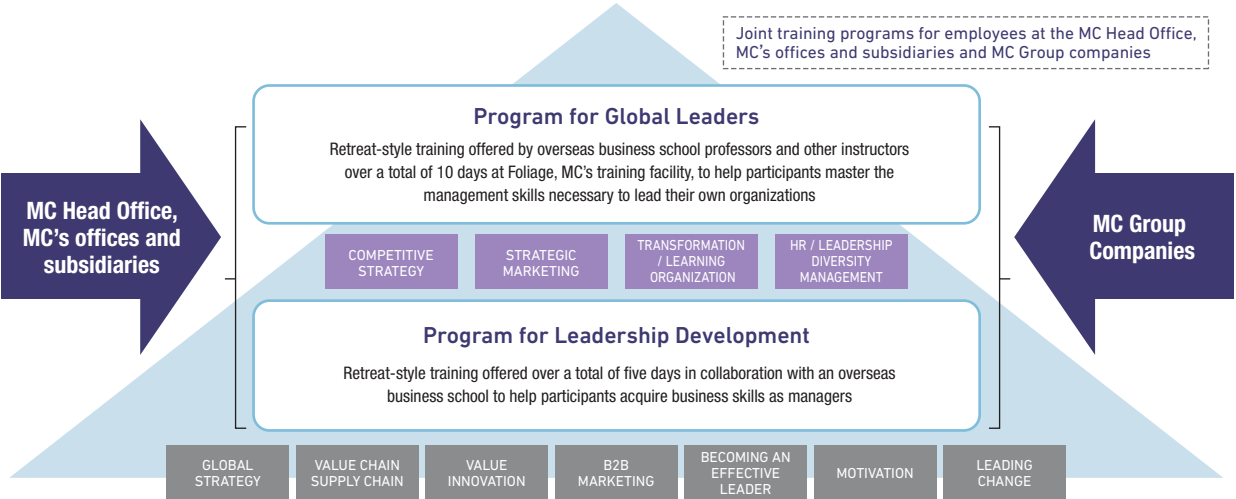 Joint training programs for employees at the MC Head Office,
MC's offices and subsidiaries and MC Group companies
Program for Global Leaders
Retreat-style training offered by overseas business school professors and other instructors
over a total of 10 days at Foliage, MC's training facility, to help participants master the
management skills necessary to lead their own organizations
MC Head Office,
MC's offices and
subsidiaries
MC Group
Companies
COMPETITIVE
STRATEGY
STRATEGIC
MARKETING
TRANSFORMATION
/ LEARNING
ORGANIZATION
HR / LEADERSHIP
DIVERSITY
MANAGEMENT
Program for Leadership Development
Retreat-style training offered over a total of five days in collaboration with an overseas
business school to help participants acquire business skills as managers
GLOBAL
STRATEGY
VALUE CHAIN
SUPPLY CHAIN
VALUE
INNOVATION
B2B
MARKETING
BECOMING AN
EFFECTIVE
LEADER
MOTIVATION
LEADING
CHANGE